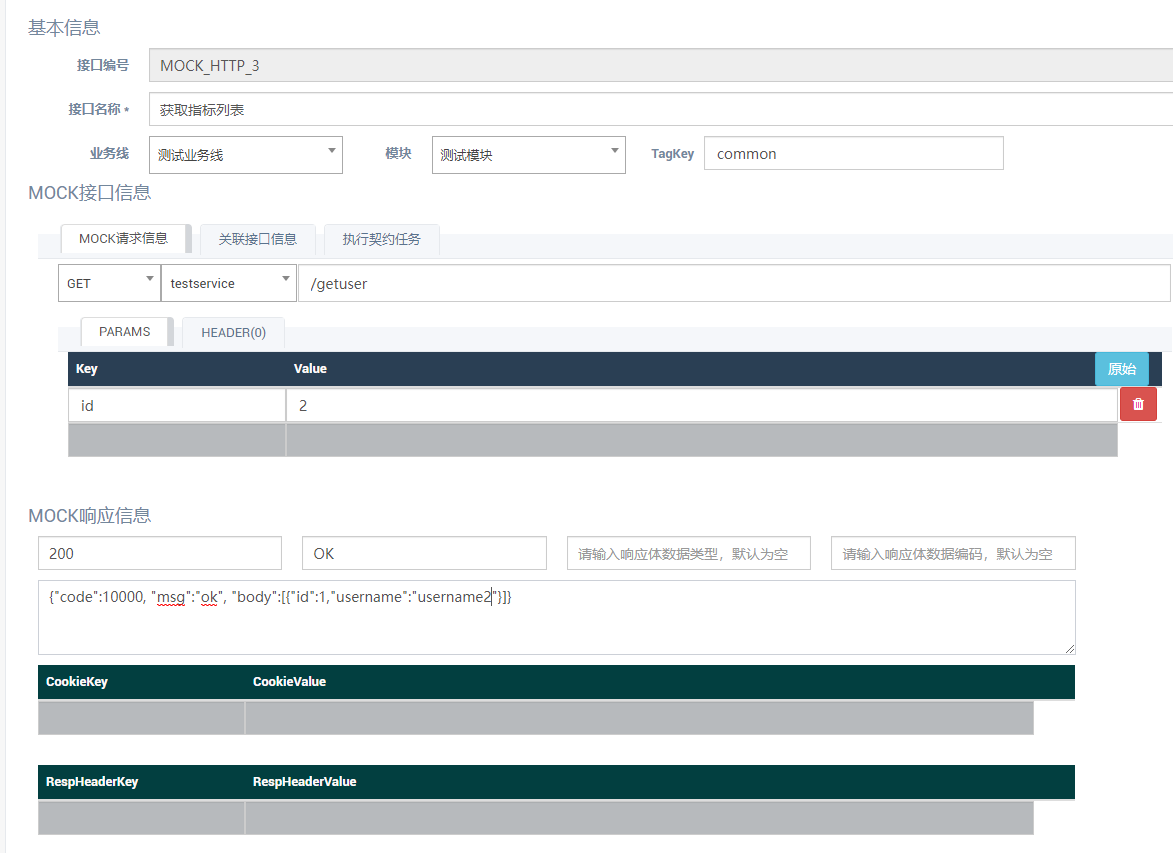 基本信息
接口编号 MOCK_HTTP_3
接口名称 * 获取指标列表
业务线 测试业务线 模块 测试模块 TagKey common
MOCK接口信息
MOCK请求信息 关联接口信息 执行契约任务
GET testservice /getuser
PARAMS HEADER(0)
Key Value 原始
id 2
MOCK响应信息
200 OK 请输入响应体数据类型，默认为空 请输入响应体数据编码，默认为空
{"code":10000, "msg":"ok", "body":[{"id":1,"username":"username2"}]}
CookieKey CookieValue
RespHeaderKey RespHeaderValue